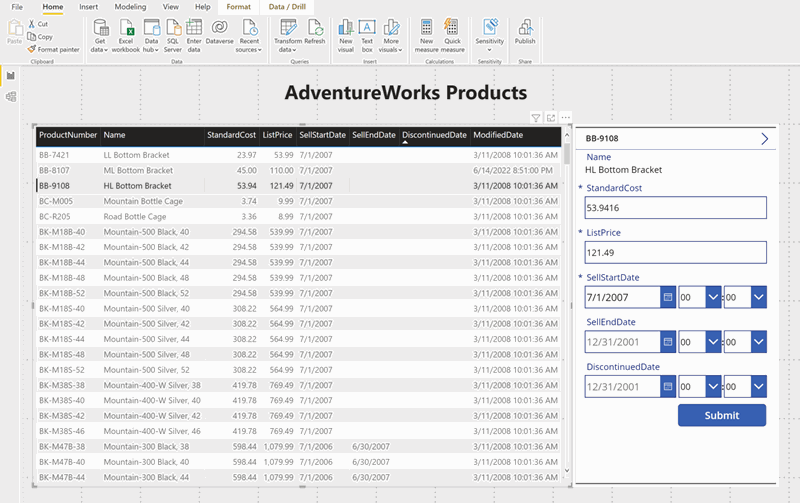 File Home Insert Modeling View Help Format Data / Drill
Paste Cut Copy Format painter Clipboard
Get data Excel workbook Data hub SQL Server Enter data Dataverse Recent sources Data
Transform data Refresh Queries
New visual Text box More visuals Insert
New measure Quick measure Calculations
Sensitivity Sensitivity
Publish Share
AdventureWorks Products
ProductNumber Name StandardCost ListPrice SellStartDate SellEndDate DiscontinuedDate ModifiedDate
BB-7421 LL Bottom Bracket 23.97 53.99 7/1/2007 3/11/2008 10:01:36 AM
BB-8107 ML Bottom Bracket 45.00 110.00 7/1/2007 6/14/2022 8:51:00 PM
BB-9108 HL Bottom Bracket 53.94 121.49 7/1/2007 3/11/2008 10:01:36 AM
BC-M005 Mountain Bottle Cage 3.74 9.99 7/1/2007 3/11/2008 10:01:36 AM
BC-R205 Road Bottle Cage 3.36 8.99 7/1/2007 3/11/2008 10:01:36 AM
BK-M18B-40 Mountain-500 Black, 40 294.58 539.99 7/1/2007 3/11/2008 10:01:36 AM
BK-M18B-42 Mountain-500 Black, 42 294.58 539.99 7/1/2007 3/11/2008 10:01:36 AM
BK-M18B-44 Mountain-500 Black, 44 294.58 539.99 7/1/2007 3/11/2008 10:01:36 AM
BK-M18B-48 Mountain-500 Black, 48 294.58 539.99 7/1/2007 3/11/2008 10:01:36 AM
BK-M18B-52 Mountain-500 Black, 52 294.58 539.99 7/1/2007 3/11/2008 10:01:36 AM
BK-M18S-40 Mountain-500 Silver, 40 308.22 564.99 7/1/2007 3/11/2008 10:01:36 AM
BK-M18S-42 Mountain-500 Silver, 42 308.22 564.99 7/1/2007 3/11/2008 10:01:36 AM
BK-M18S-44 Mountain-500 Silver, 44 308.22 564.99 7/1/2007 3/11/2008 10:01:36 AM
BK-M18S-48 Mountain-500 Silver, 48 308.22 564.99 7/1/2007 3/11/2008 10:01:36 AM
BK-M18S-52 Mountain-500 Silver, 52 308.22 564.99 7/1/2007 3/11/2008 10:01:36 AM
BK-M38S-38 Mountain-400-W Silver, 38 419.78 769.49 7/1/2007 3/11/2008 10:01:36 AM
BK-M38S-40 Mountain-400-W Silver, 40 419.78 769.49 7/1/2007 3/11/2008 10:01:36 AM
BK-M38S-42 Mountain-400-W Silver, 42 419.78 769.49 7/1/2007 3/11/2008 10:01:36 AM
BK-M38S-46 Mountain-400-W Silver, 46 419.78 769.49 7/1/2007 3/11/2008 10:01:36 AM
BK-M47B-38 Mountain-300 Black, 38 598.44 1,079.99 7/1/2006 6/30/2007 3/11/2008 10:01:36 AM
BK-M47B-40 Mountain-300 Black, 40 598.44 1,079.99 7/1/2006 6/30/2007 3/11/2008 10:01:36 AM
BK-M47B-44 Mountain-300 Black, 44 598.44 1,079.99 7/1/2006 6/30/2007 3/11/2008 10:01:36 AM
BB-9108
Name
HL Bottom Bracket
* StandardCost
53.9416
* ListPrice
121.49
* SellStartDate
7/1/2007 00 : 00
SellEndDate
12/31/2001 00 : 00
DiscontinuedDate
12/31/2001 00 : 00
Submit